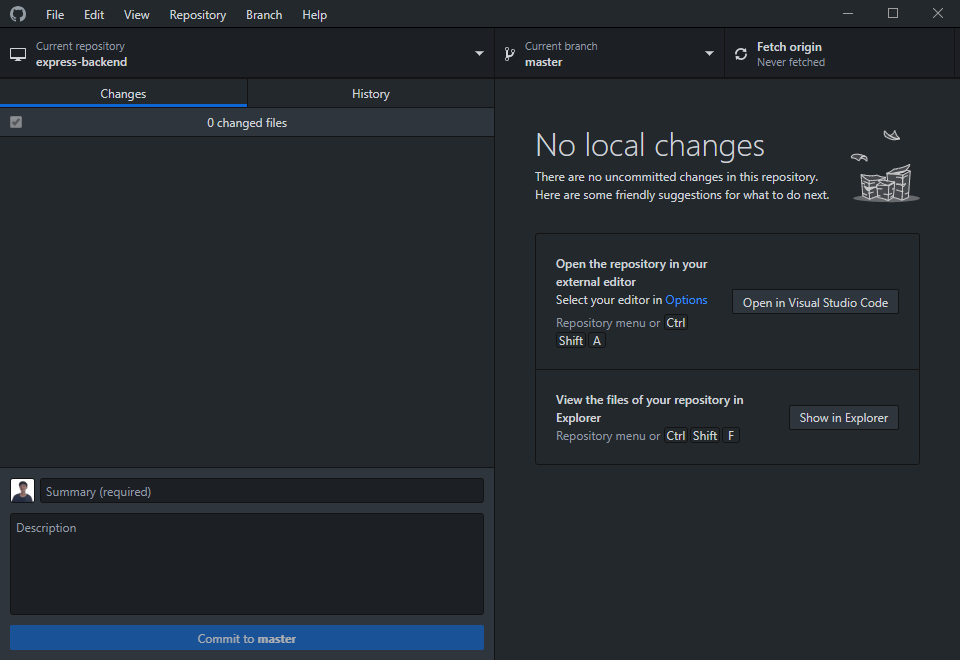 File Edit View Repository Branch Help
Current repository
express-backend
Current branch
master
Fetch origin
Never fetched
Changes
History
0 changed files
No local changes
There are no uncommitted changes in this repository.
Here are some friendly suggestions for what to do next.
Open the repository in your
external editor
Select your editor in Options
Repository menu or Ctrl
Shift A
Open in Visual Studio Code
View the files of your repository in
Explorer
Repository menu or Ctrl Shift F
Show in Explorer
Summary (required)
Description
Commit to master